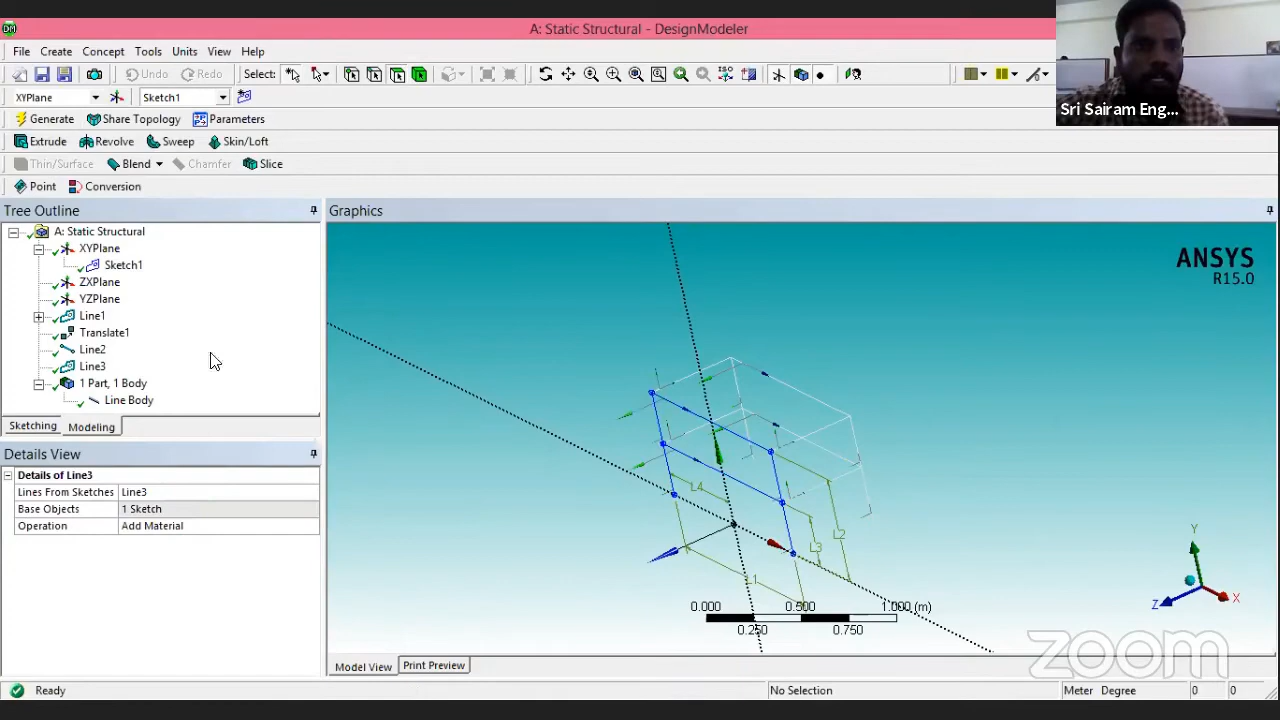 A: Static Structural - DesignModeler
File Create Concept Tools Units View Help
Undo Redo Select: ISO
XYPlane Sketch1
Generate Share Topology Parameters
Extrude Revolve Sweep Skin/Loft
Thin/Surface Blend Chamfer Slice
Point Conversion
Sri Sairam Eng...
Tree Outline
A: Static Structural
XYPlane
Sketch1
ZXPlane
YZPlane
Line1
Translate1
Line2
Line3
1 Part, 1 Body
Line Body
Sketching Modeling
Details View
Details of Line3
Lines From Sketches Line3
Base Objects 1 Sketch
Operation Add Material
Graphics
ANSYS
R15.0
L4
L2
L3
L1
0.000 0.500 1.000 (m)
0.250 0.750
Y
Z X
Model View Print Preview
zoom
Ready No Selection Meter Degree 0 0